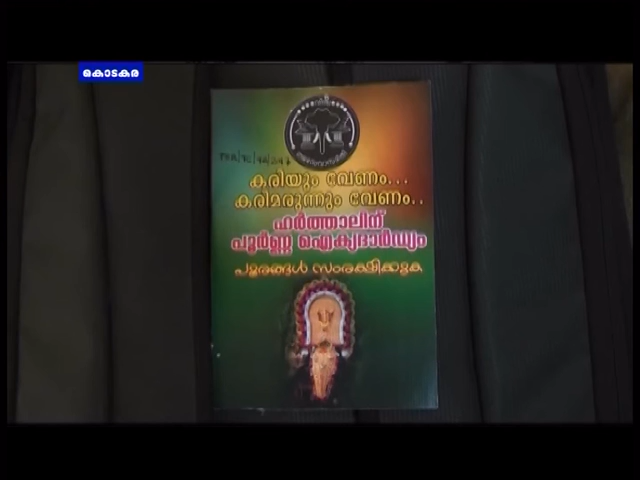 കൊടകര
കരിയും വേണം...
കരിമരുന്നും വേണം..
ഹർത്താലിന്
പൂർണ്ണ ഐക്യദാർഢ്യം
പൂരങ്ങൾ സംരക്ഷിക്കുക